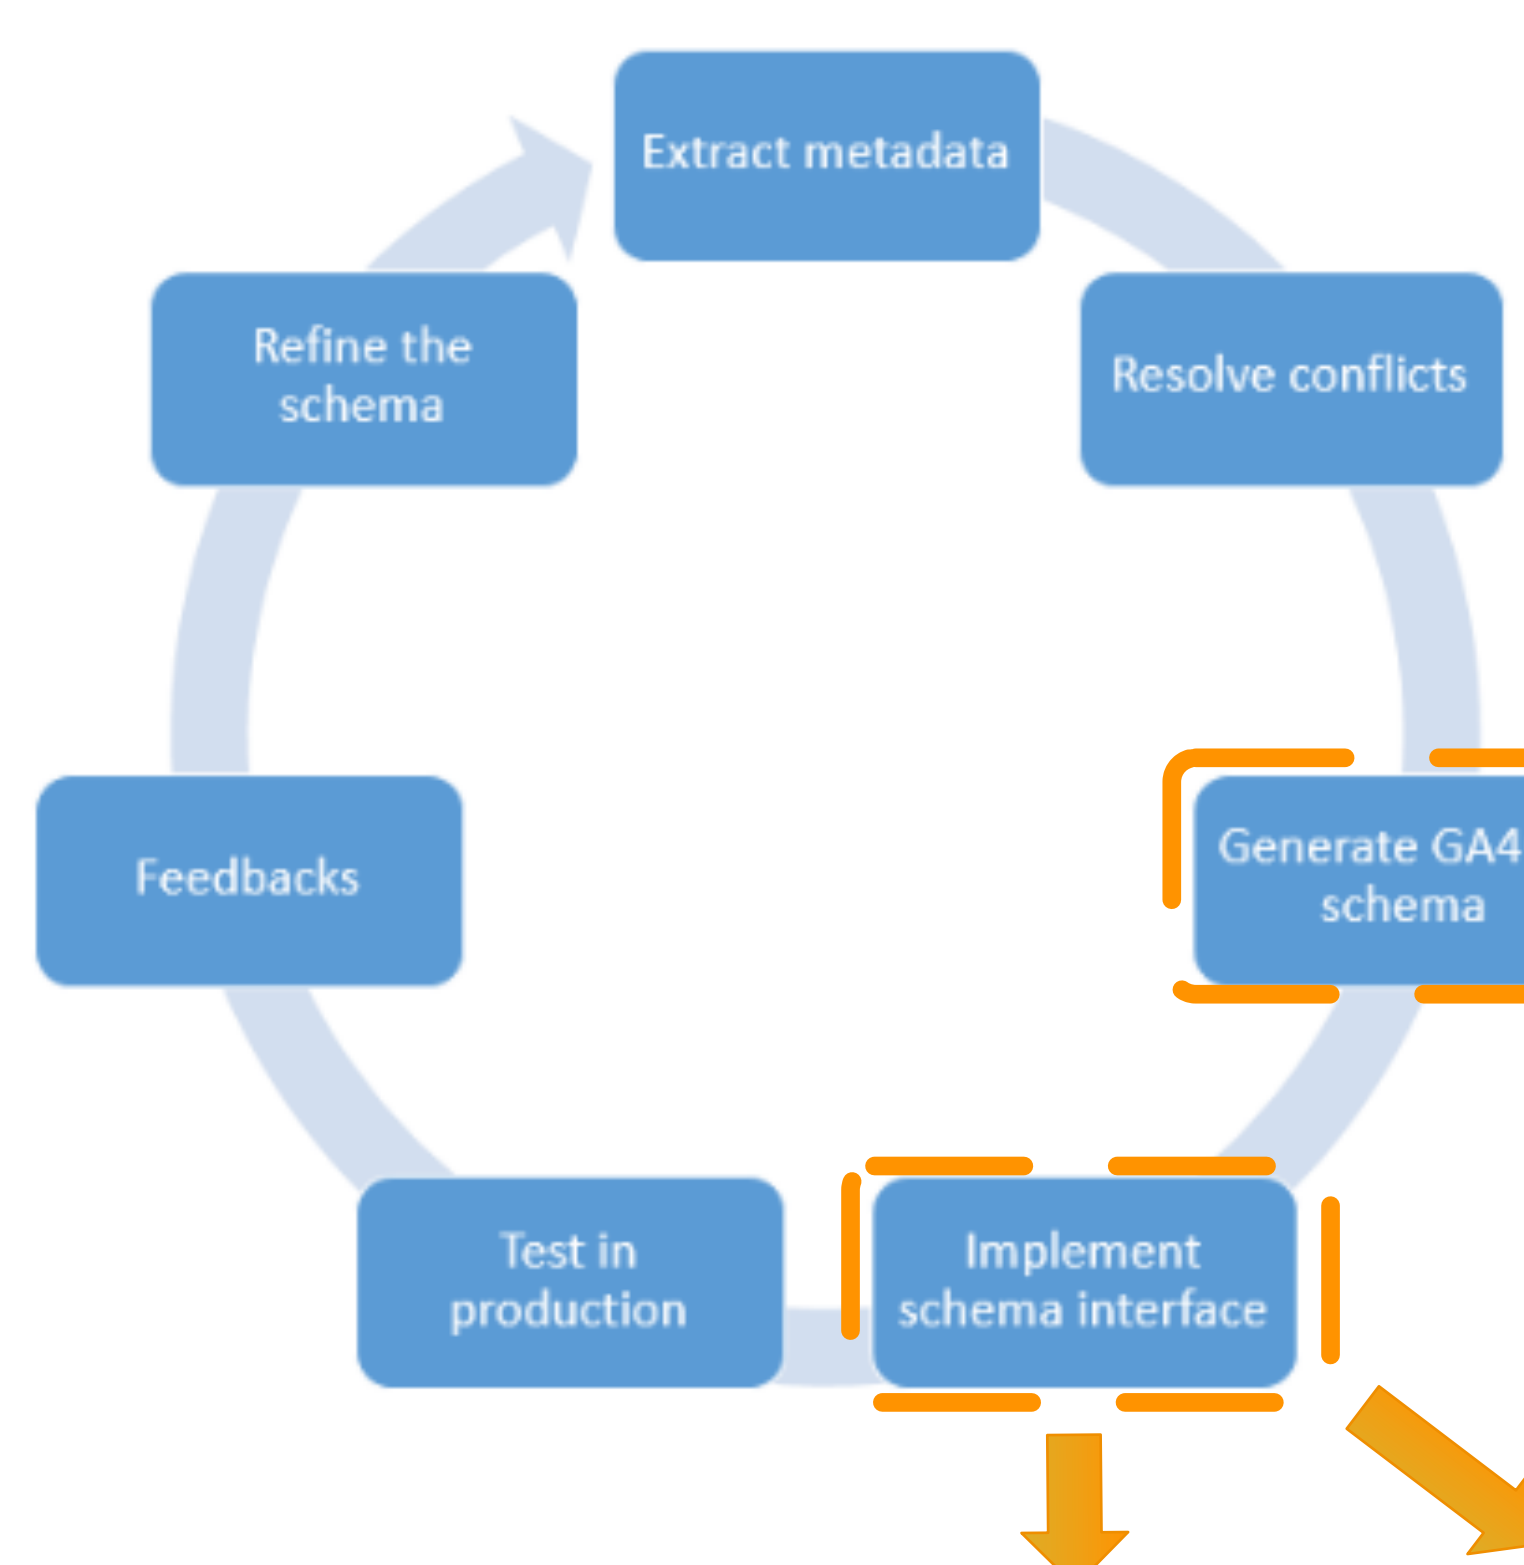 Extract metadata
Resolve conflicts
Generate GA4
schema
Implement
schema interface
Test in
production
Feedbacks
Refine the
schema